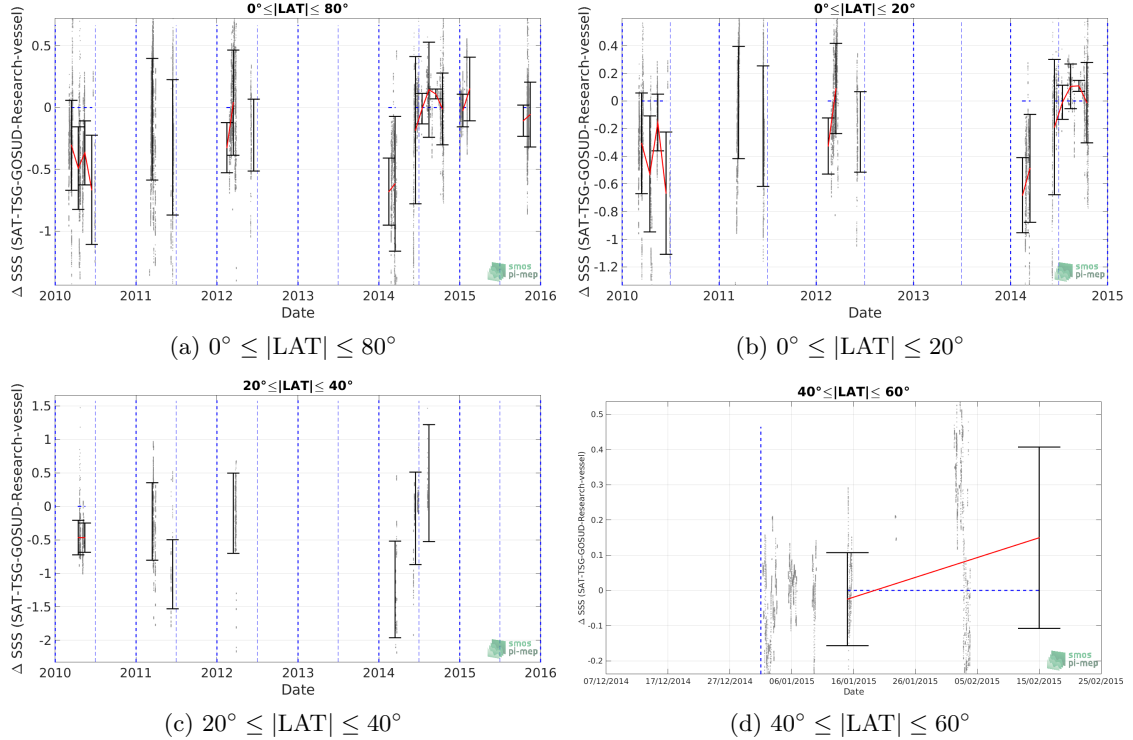 0°≤|LAT|≤ 80°
Δ SSS (SAT-TSG-GOSUD-Research-vessel)
0.5
0
-0.5
-1
2010 2011 2012 2013 2014 2015 2016
Date
smos
pi-mep
(a) 0° ≤ |LAT| ≤ 80°
0°≤|LAT|≤ 20°
Δ SSS (SAT-TSG-GOSUD-Research-vessel)
0.6
0.4
0.2
0
-0.2
-0.4
-0.6
-0.8
-1
-1.2
2010 2011 2012 2013 2014 2015
Date
smos
pi-mep
(b) 0° ≤ |LAT| ≤ 20°
20°≤|LAT|≤ 40°
Δ SSS (SAT-TSG-GOSUD-Research-vessel)
1.5
1
0.5
0
-0.5
-1
-1.5
-2
2010 2011 2012 2013 2014 2015 2016
Date
smos
pi-mep
(c) 20° ≤ |LAT| ≤ 40°
40°≤|LAT|≤ 60°
Δ SSS (SAT-TSG-GOSUD-Research-vessel)
0.5
0.4
0.3
0.2
0.1
0
-0.1
-0.2
07/12/2014 17/12/2014 27/12/2014 06/01/2015 16/01/2015 26/01/2015 05/02/2015 15/02/2015 25/02/2015
Date
smos
pi-mep
(d) 40° ≤ |LAT| ≤ 60°